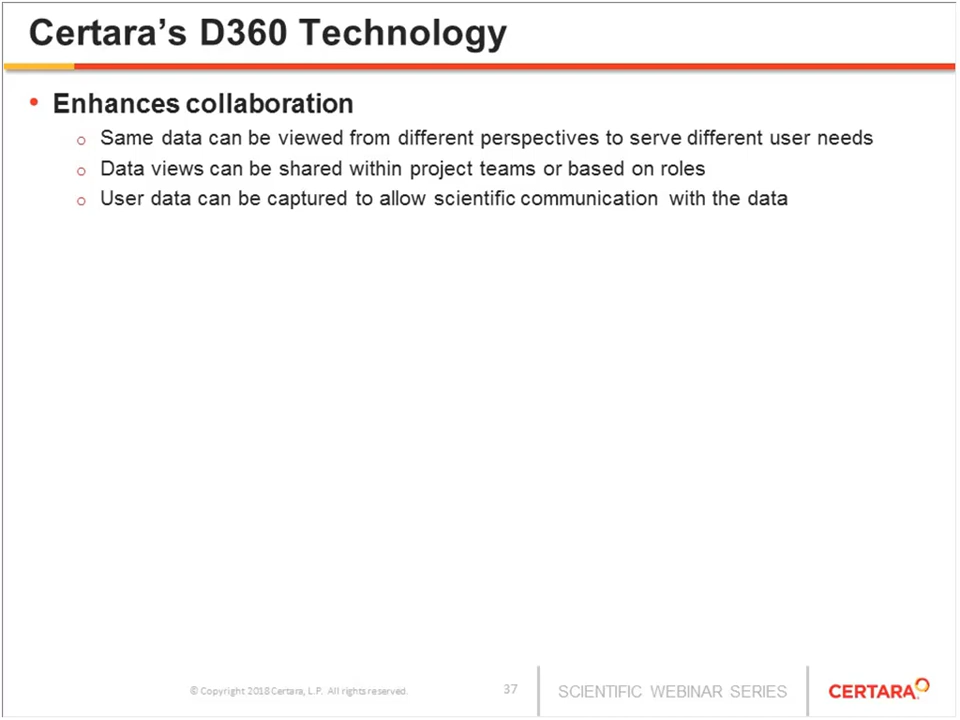 Certara’s D360 Technology
• Enhances collaboration
o Same data can be viewed from different perspectives to serve different user needs
o Data views can be shared within project teams or based on roles
o User data can be captured to allow scientific communication with the data
© Copyright 2018 Certara, L.P. All rights reserved.
37
SCIENTIFIC WEBINAR SERIES
CERTARA